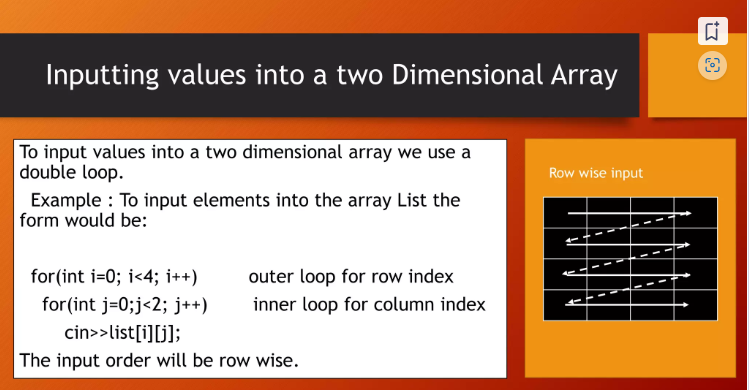 Inputting values into a two Dimensional Array
To input values into a two dimensional array we use a
double loop.
Example : To input elements into the array List the
form would be:
for(int i=0; i<4; i++) outer loop for row index
for(int j=0;j<2; j++) inner loop for column index
cin>>list[i][j];
The input order will be row wise.
Row wise input